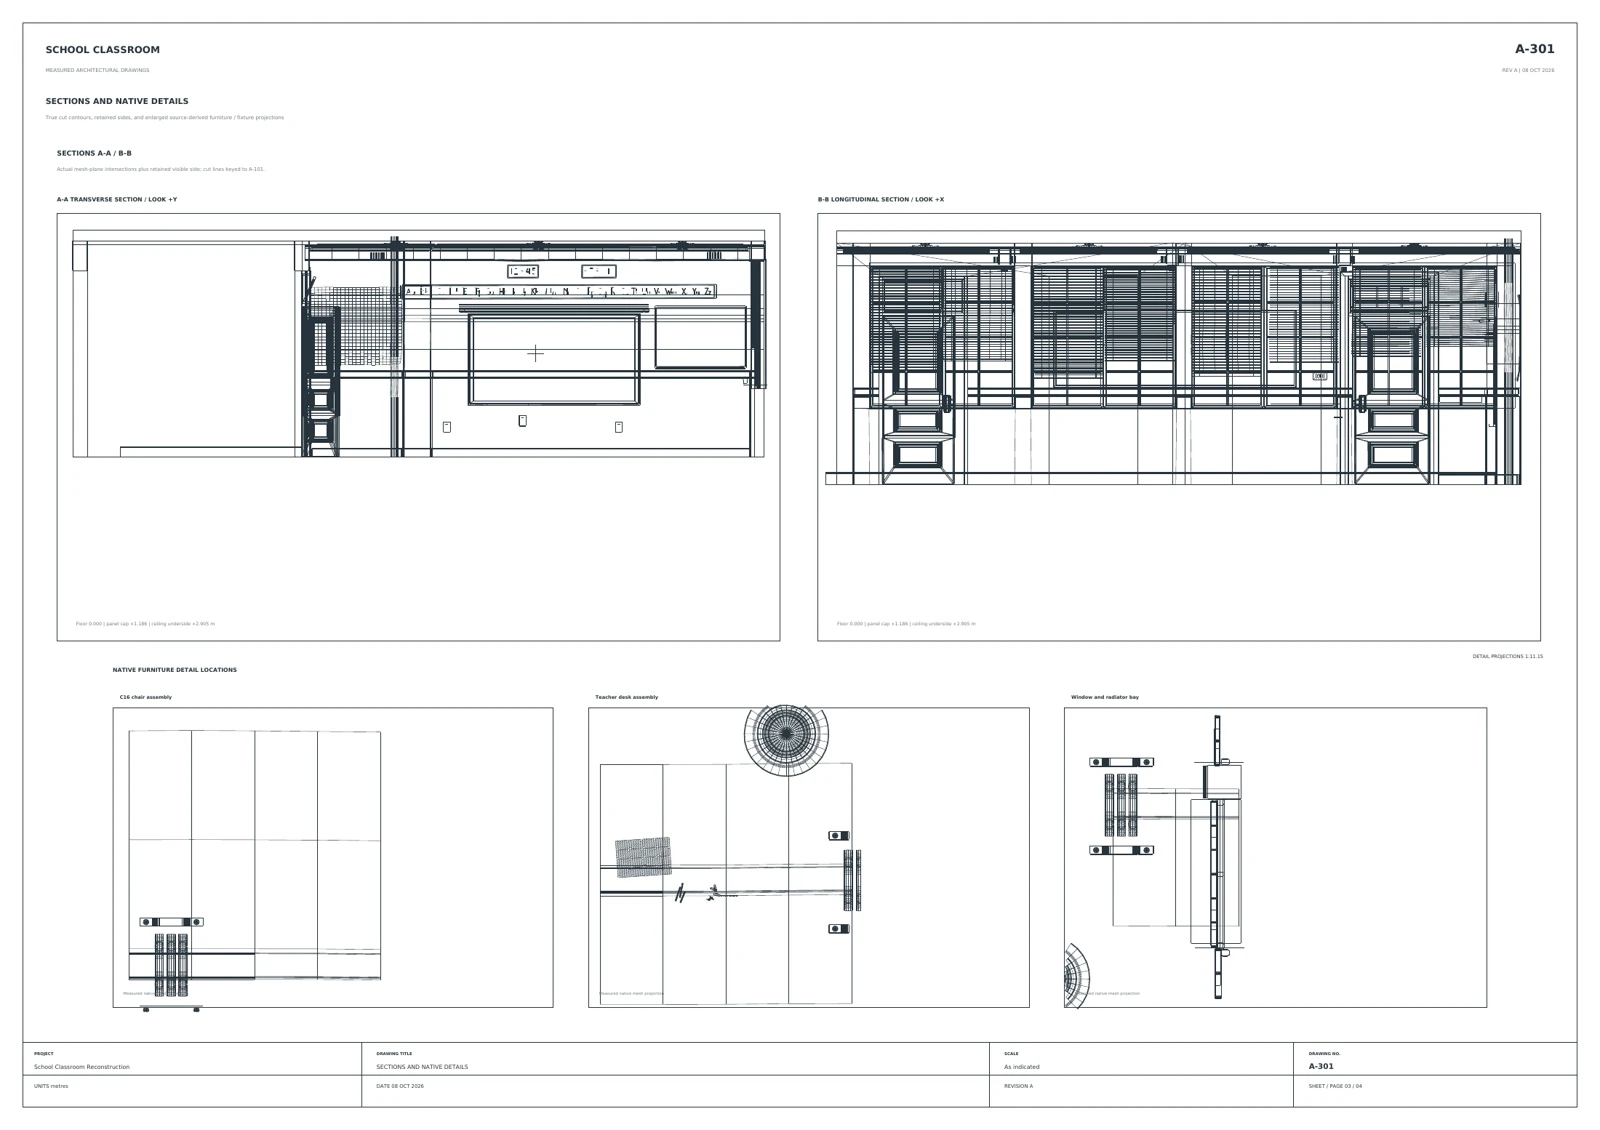 SCHOOL CLASSROOM
A-301
MEASURED ARCHITECTURAL DRAWINGS
REV A | 08 OCT 2026
SECTIONS AND NATIVE DETAILS
True cut contours, retained sides, and enlarged source-derived furniture / fixture projections
SECTIONS A-A / B-B
Actual mesh-plane intersections plus retained visible side; cut lines keyed to A-101.
A-A TRANSVERSE SECTION / LOOK +Y
B-B LONGITUDINAL SECTION / LOOK +X
U V W X Y Z
Floor 0.000 | panel cap +1.186 | ceiling underside +2.905 m
Floor 0.000 | panel cap +1.186 | ceiling underside +2.905 m
DETAIL PROJECTIONS 1:11.15
NATIVE FURNITURE DETAIL LOCATIONS
C16 chair assembly
Teacher desk assembly
Window and radiator bay
Measured
Measured native mesh projection
native mesh projection
PROJECT
DRAWING TITLE
SCALE
DRAWING NO.
School Classroom Reconstruction
SECTIONS AND NATIVE DETAILS
As indicated
A-301
UNITS metres
DATE 08 OCT 2026
REVISION A
SHEET / PAGE 03 / 04